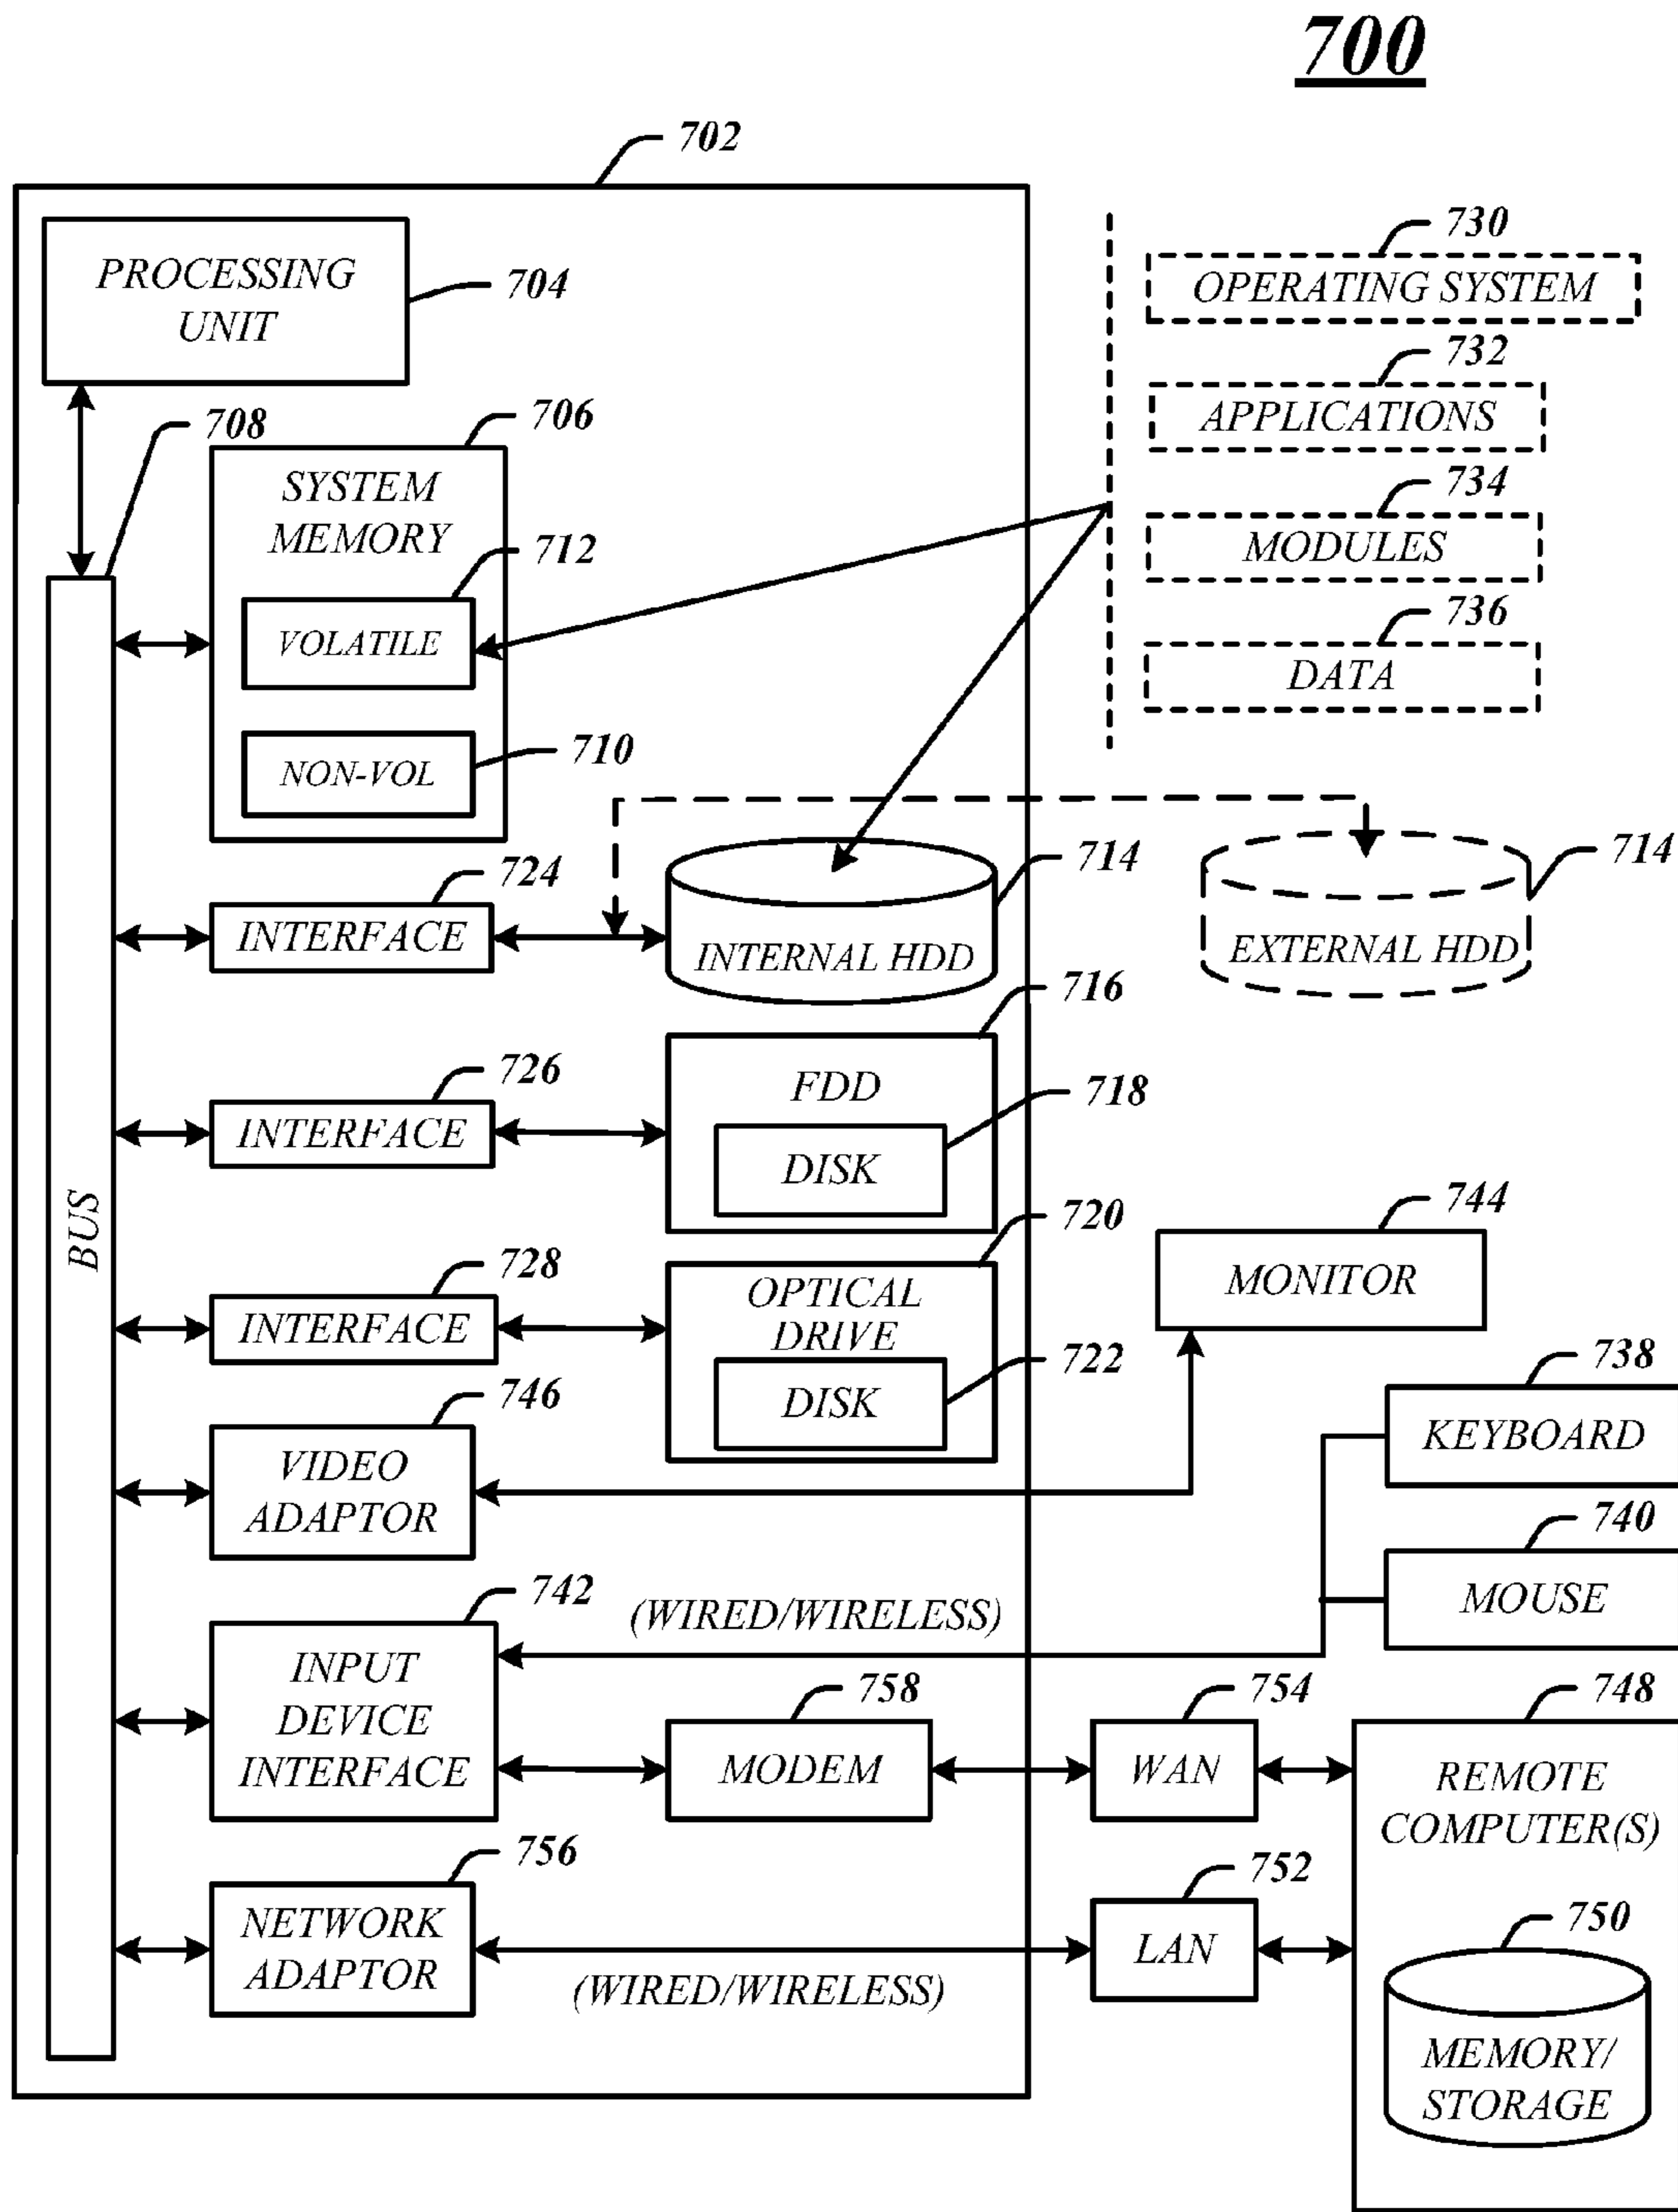 700
702
PROCESSING
UNIT
704
730
OPERATING SYSTEM
732
APPLICATIONS
734
MODULES
736
DATA
708
706
SYSTEM
MEMORY
712
VOLATILE
710
NON-VOL
BUS
724
INTERFACE
714
INTERNAL HDD
714
EXTERNAL HDD
726
INTERFACE
716
FDD
718
DISK
728
INTERFACE
720
OPTICAL
DRIVE
722
DISK
744
MONITOR
746
VIDEO
ADAPTOR
738
KEYBOARD
740
MOUSE
742
INPUT
DEVICE
INTERFACE
(WIRED/WIRELESS)
758
MODEM
754
WAN
748
REMOTE
COMPUTER(S)
756
NETWORK
ADAPTOR
(WIRED/WIRELESS)
752
LAN
750
MEMORY/
STORAGE